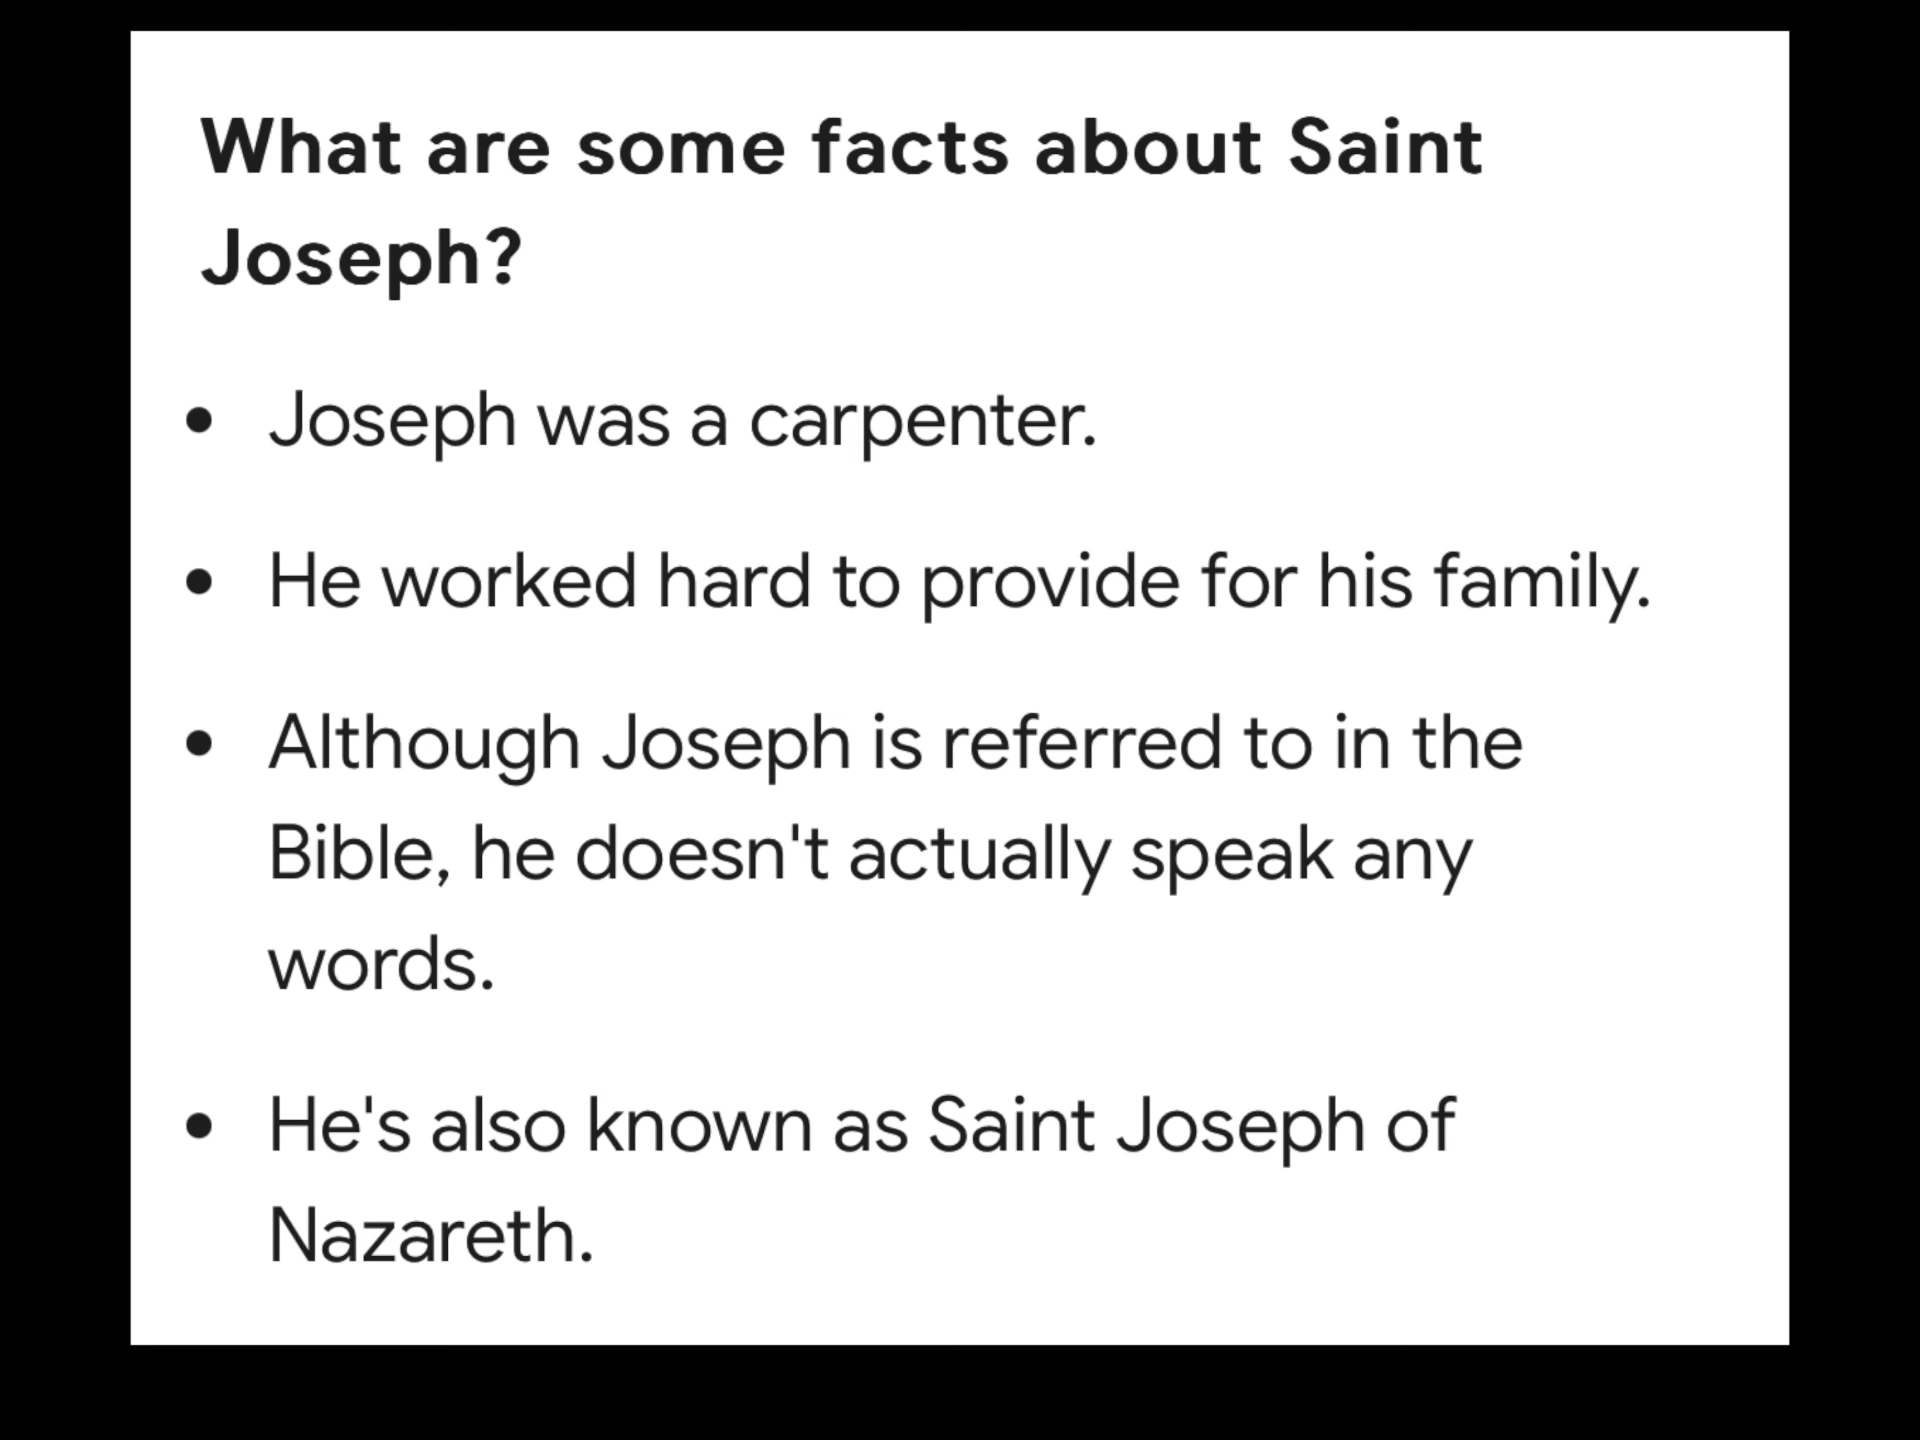 What are some facts about Saint
Joseph?
• Joseph was a carpenter.
• He worked hard to provide for his family.
• Although Joseph is referred to in the
Bible, he doesn't actually speak any
words.
• He's also known as Saint Joseph of
Nazareth.